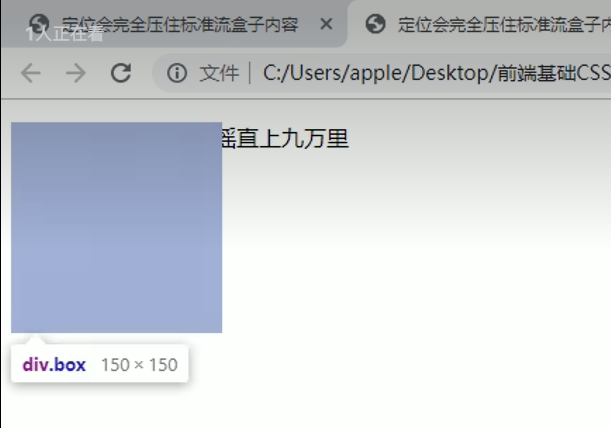 定位会完全压住标准流盒子内容
定位会完全压住标准流盒子内
1人正在看
文件 C:/Users/apple/Desktop/前端基础CSS
摇直上九万里
div.box 150 × 150